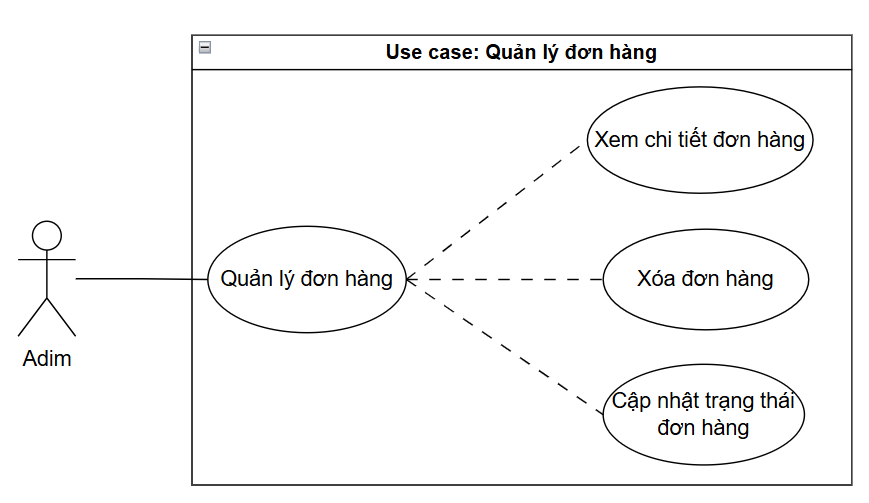 Use case: Quản lý đơn hàng
Xem chi tiết đơn hàng
Quản lý đơn hàng
Xóa đơn hàng
Adim
Cập nhật trạng thái
đơn hàng